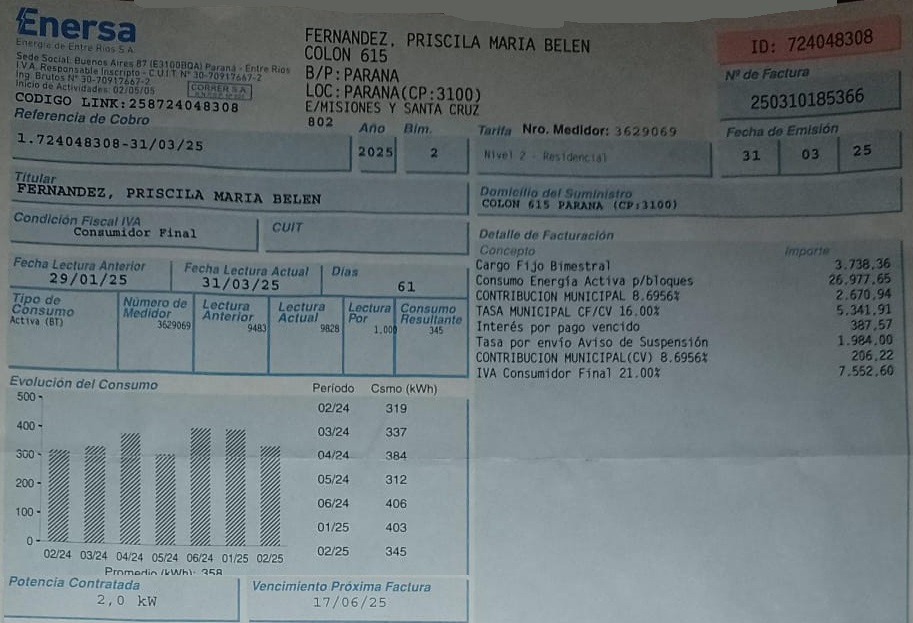 Enersa
Energía de Entre Ríos S.A.
Sede Social: Buenos Aires 87 (E3100BQA) Paraná - Entre Ríos
I.V.A. Responsable Inscripto - C.U.I.T. N° 30-70917667-2
Ing. Brutos N° 30-70917667-2
Inicio de Actividades: 02/05/05
CORRER S.A.
CODIGO LINK:258724048308
FERNANDEZ, PRISCILA MARIA BELEN
COLON 615
B/P:PARANA
LOC:PARANA(CP:3100)
E/MISIONES Y SANTA CRUZ
802
ID: 724048308
Nº de Factura
250310185366
Referencia de Cobro
1.724048308-31/03/25
Año
2025
Bim.
2
Tarifa
Nro. Medidor: 3629069
Nivel 2 - Residencial
Fecha de Emisión
31 03 25
Titular
FERNANDEZ, PRISCILA MARIA BELEN
Domicilio del Suministro
COLON 615 PARANA (CP:3100)
Condición Fiscal IVA
Consumidor Final
CUIT
Fecha Lectura Anterior
29/01/25
Fecha Lectura Actual
31/03/25
Días
61
Tipo de Consumo
Activa (BT)
Número de Medidor
3629069
Lectura Anterior
9483
Lectura Actual
9828
Lectura Por
1,000
Consumo Resultante
345
Detalle de Facturación
Concepto Importe
Cargo Fijo Bimestral 3.738,36
Consumo Energía Activa p/bloques 26.977,65
CONTRIBUCION MUNICIPAL 8.6956% 2.670,94
TASA MUNICIPAL CF/CV 16.00% 5.341,91
Interés por pago vencido 387,57
Tasa por envío Aviso de Suspensión 1.984,00
CONTRIBUCION MUNICIPAL(CV) 8.6956% 206,22
IVA Consumidor Final 21.00% 7.552,60
Evolución del Consumo
500
400
300
200
100
0
02/24 03/24 04/24 05/24 06/24 01/25 02/25
Promedio (kWh): 358
Período Csmo (kWh)
02/24 319
03/24 337
04/24 384
05/24 312
06/24 406
01/25 403
02/25 345
Potencia Contratada
2,0 kW
Vencimiento Próxima Factura
17/06/25